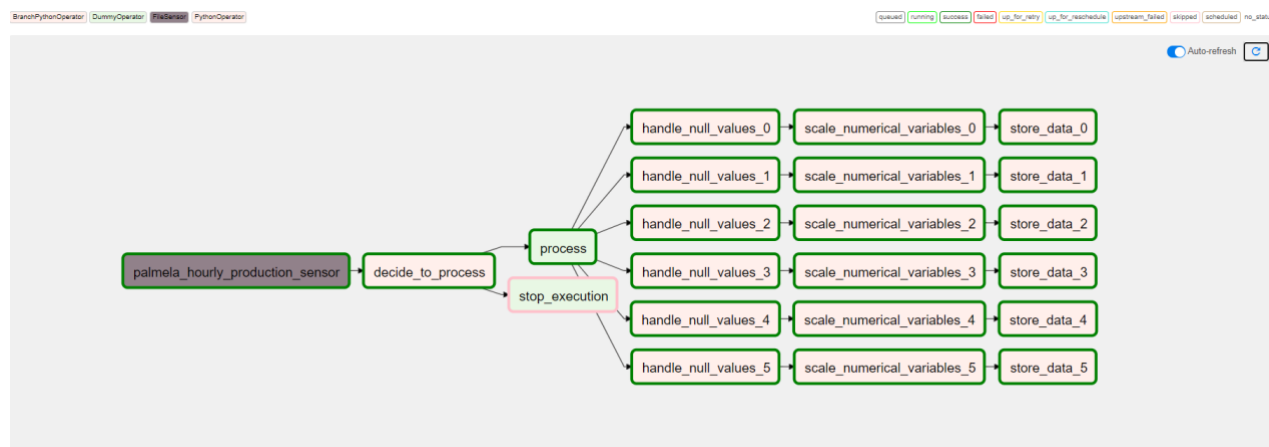 BranchPythonOperator DummyOperator FileSensor PythonOperator
queued running success failed up_for_retry up_for_reschedule upstream_failed skipped scheduled no_statu
Auto-refresh
handle_null_values_0 scale_numerical_variables_0 store_data_0
handle_null_values_1 scale_numerical_variables_1 store_data_1
handle_null_values_2 scale_numerical_variables_2 store_data_2
process
palmela_hourly_production_sensor decide_to_process
handle_null_values_3 scale_numerical_variables_3 store_data_3
stop_execution
handle_null_values_4 scale_numerical_variables_4 store_data_4
handle_null_values_5 scale_numerical_variables_5 store_data_5